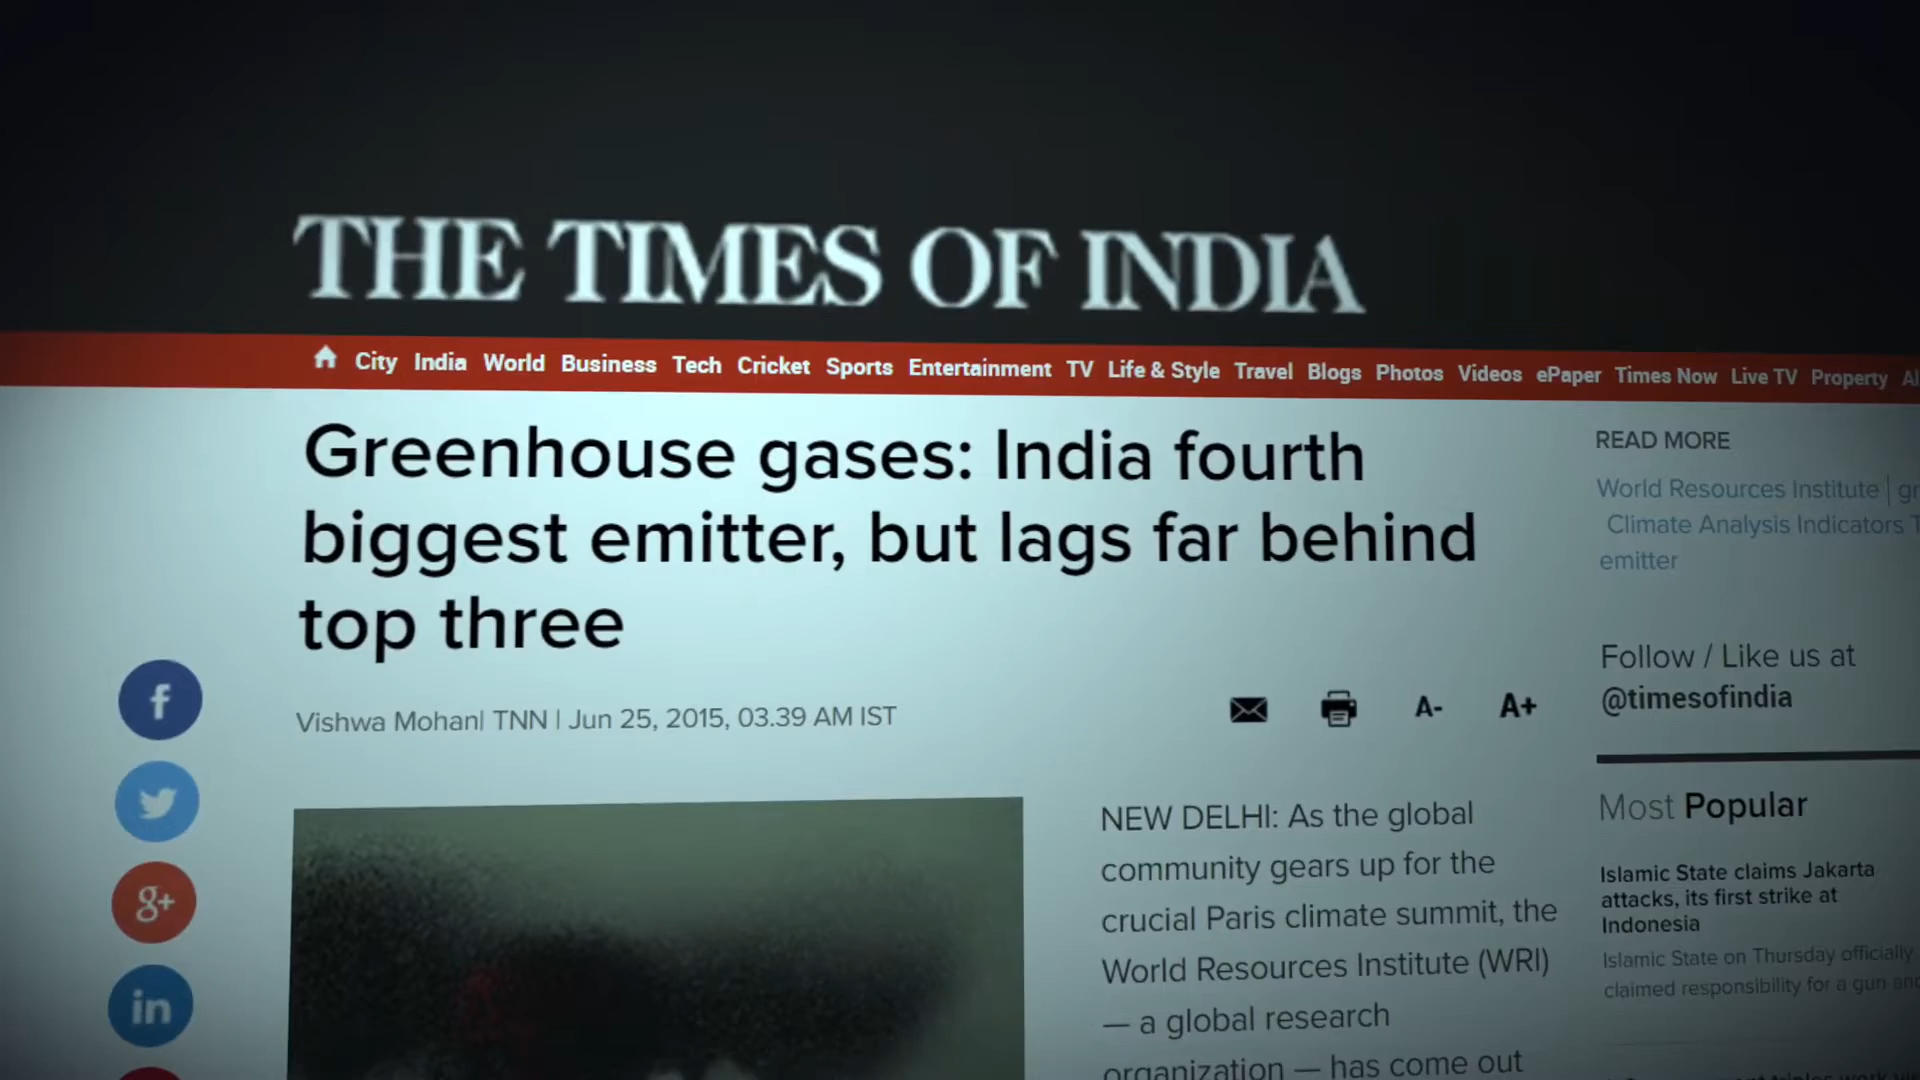 THE TIMES OF INDIA
City India World Business Tech Cricket Sports Entertainment TV Life & Style Travel Blogs Photos Videos ePaper Times Now Live TV Property
Greenhouse gases: India fourth
biggest emitter, but lags far behind
top three
Vishwa Mohan| TNN | Jun 25, 2015, 03.39 AM IST
A- A+
f
g+
in
NEW DELHI: As the global
community gears up for the
crucial Paris climate summit, the
World Resources Institute (WRI)
— a global research
organization — has come out
READ MORE
World Resources Institute |
Climate Analysis Indicators
emitter
Follow / Like us at
@timesofindia
Most Popular
Islamic State claims Jakarta
attacks, its first strike at
Indonesia
Islamic State on Thursday officially
claimed responsibility for a gun